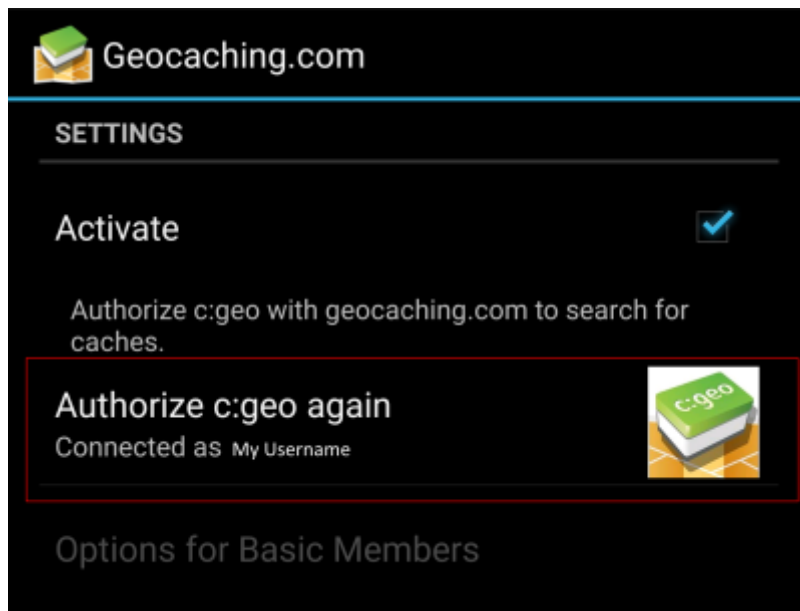 Geocaching.com
SETTINGS
Activate
Authorize c:geo with geocaching.com to search for
caches.
Authorize c:geo again
c:geo
Connected as My Username
Options for Basic Members